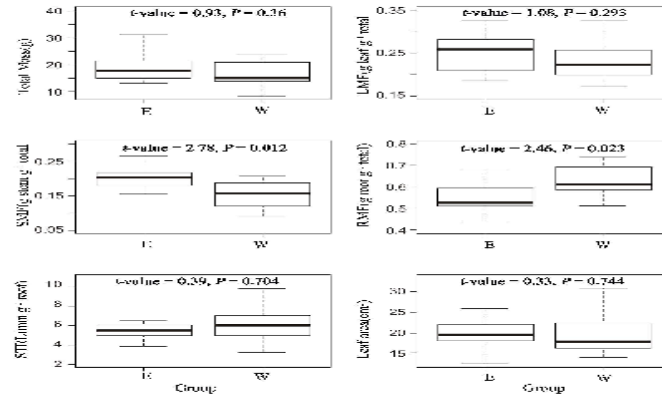 t-value = 0.93, P = 0.36
Total Mass(g)
40
30
20
10
E
W
t-value = 1.08, P = 0.293
0.25
0.15
E
W
t-value = 2.78, P = 0.012
0.25
0.15
0.05
E
W
t-value = 2.46, P = 0.023
0.8
0.7
0.6
0.5
0.4
E
W
t-value = 0.39, P = 0.704
10
8
6
4
2
E
W
Group
t-value = 0.33, P = 0.744
30
25
20
15
E
W
Group